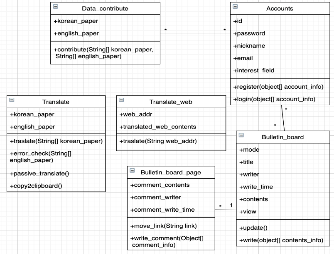 Data_contribute
+korean_paper
+english_paper
+contribute(String[] korean_paper,
String[] english_paper)
Accounts
+id
+password
+nickname
+email
+interest_field
+register(object[] account_info)
+login(object[] account_info)
*
*
Translate
+korean_paper
+english_paper
+traslate(String[] korean_paper)
+error_check(String[]
english_paper)
+passive_translate()
+copy2clipboard()
Translate_web
+web_addr
+translated_web_contents
+traslate(String web_addr)
Bulletin_board
+mode
+title
+writer
+write_time
+contents
+view
+update()
+write(object[] contents_info)
Bulletin_board_page
+comment_contents
+comment_writer
+comment_write_time
+move_link(String link)
+write_comment(Object[]
comment_info)
*
1